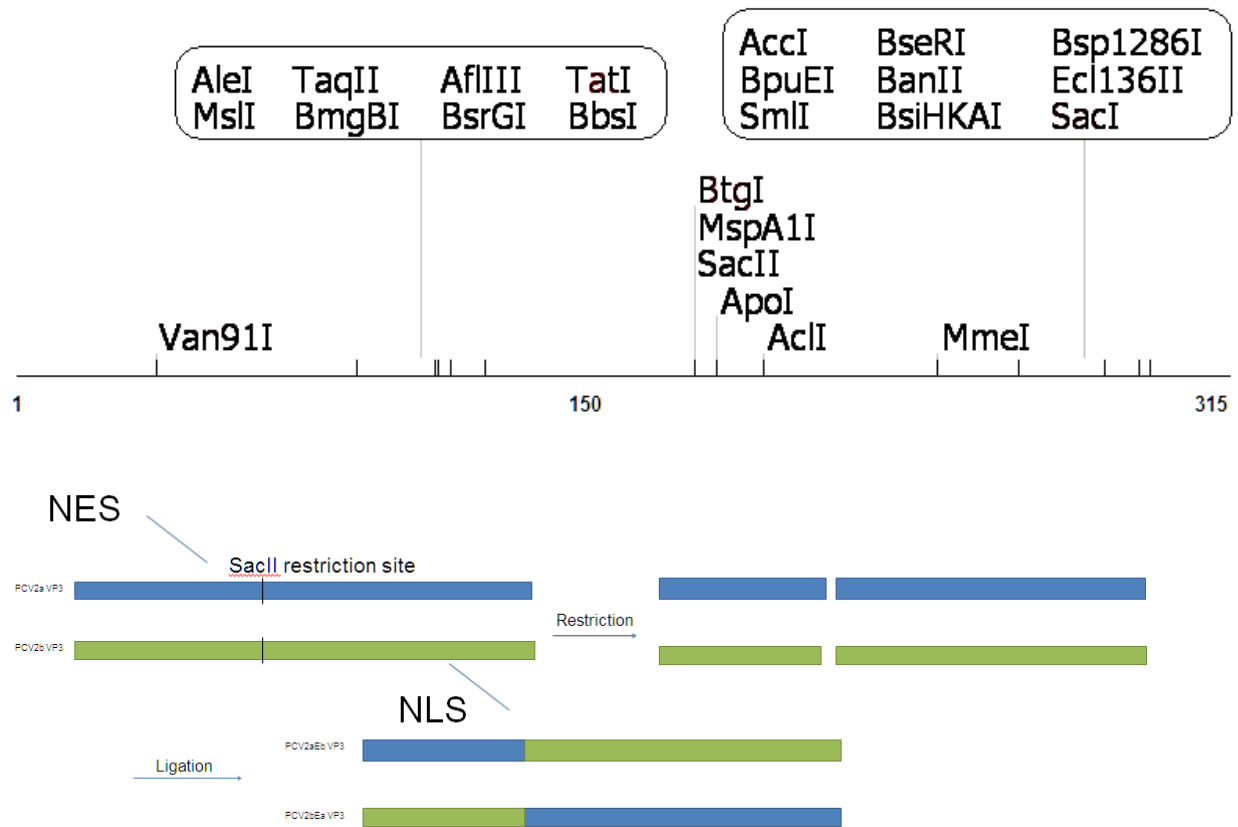 AleI TaqII AflIII TatI
MslI BmgBI BsrGI BbsI
AccI BseRI Bsp1286I
BpuEI BanII Ecl136II
SmlI BsiHKAI SacI
BtgI
MspA1I
SacII
ApoI
Van91I AclI MmeI
1 150 315
NES
SacII restriction site
PCV2a VP3
Restriction
PCV2b VP3
NLS
PCV2aEb VP3
Ligation
PCV2bEa VP3